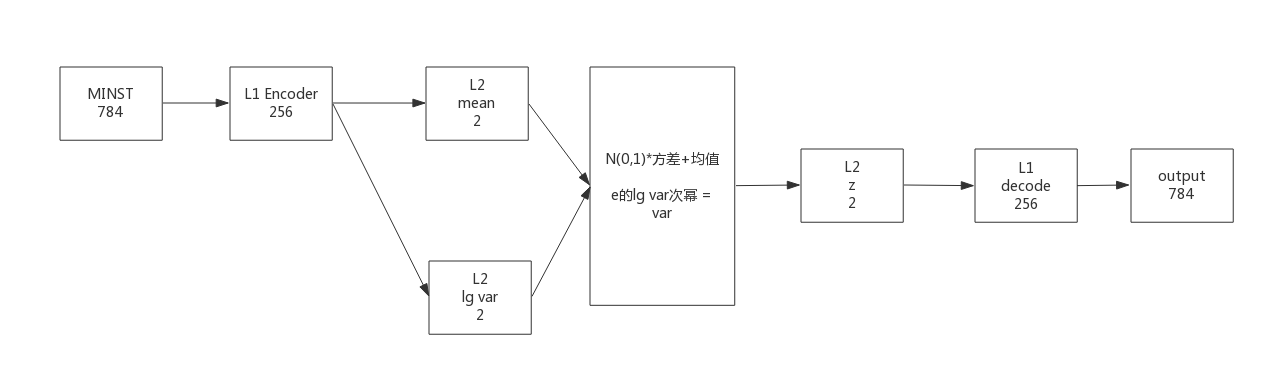 MINST
784
L1 Encoder
256
L2
mean
2
L2
lg var
2
N(0,1)*方差+均值
e的lg var次幂 =
var
L2
z
2
L1
decode
256
output
784